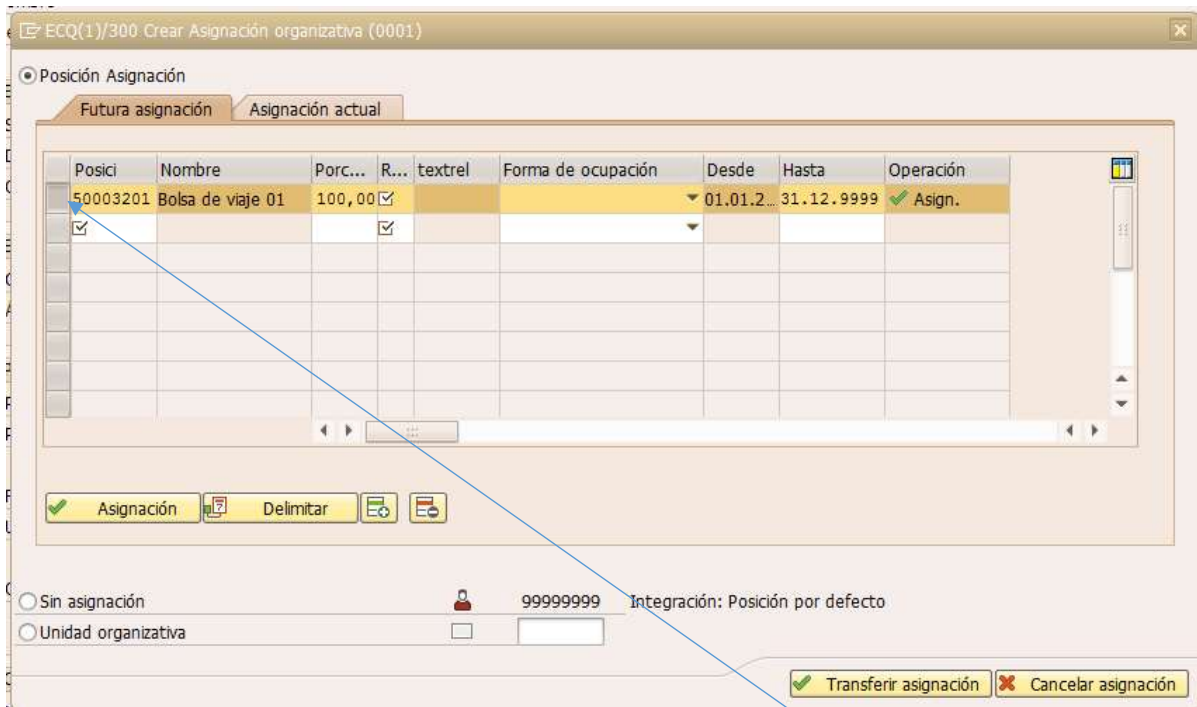 ECQ(1)/300 Crear Asignación organizativa (0001)
Posición Asignación
Futura asignación Asignación actual
Posici Nombre Porc... R... textrel Forma de ocupación Desde Hasta Operación
50003201 Bolsa de viaje 01 100,00 01.01.2... 31.12.9999 Asign.
Asignación Delimitar
Sin asignación 99999999 Integración: Posición por defecto
Unidad organizativa
Transferir asignación Cancelar asignación